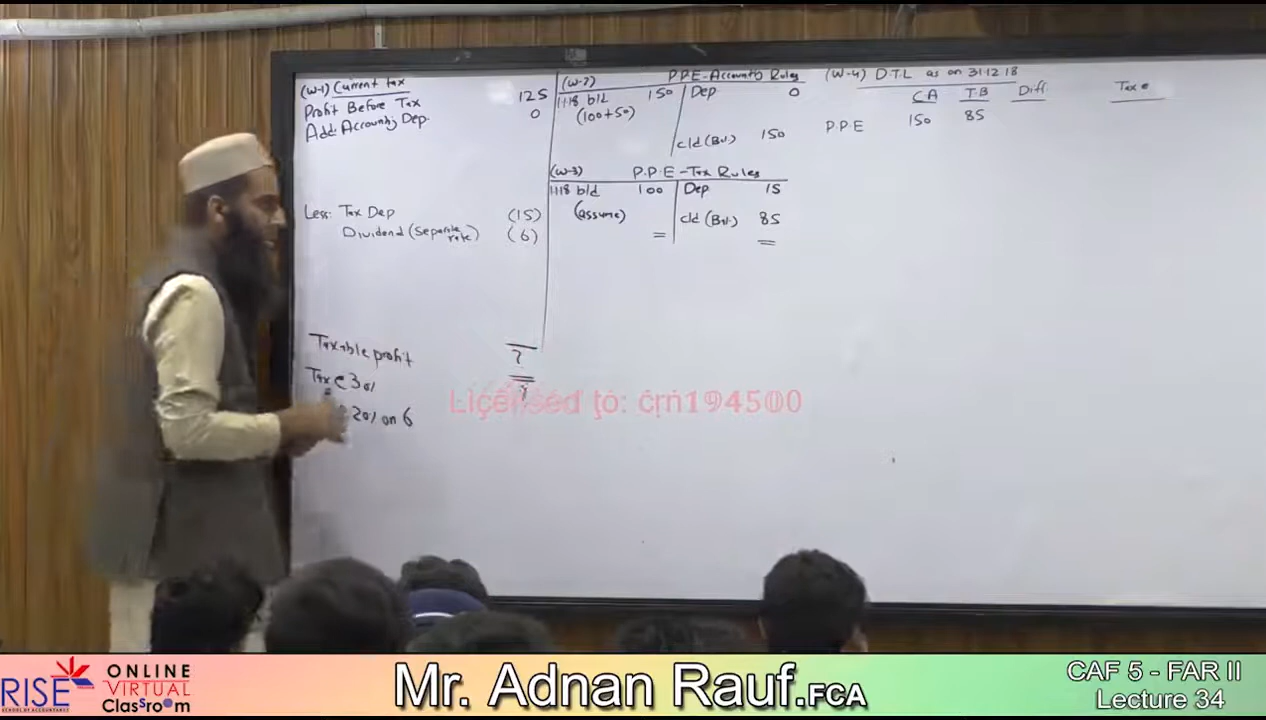 (W-1) Current tax
Profit Before Tax 125
Add: Accounting Dep. 0
Less: Tax Dep (15)
Dividend (Separate rate) (6)
Taxable profit ?
Tax @ 30%
20% on 6
(W-2) P.P.E - Accounting Rules
1.1.18 b/d 150 Dep 0
(100+50)
c/d (Bal.) 150
(W-3) P.P.E - Tax Rules
1.1.18 b/d 100 Dep 15
(assume) c/d (Bal.) 85
(W-4) D.T.L as on 31.12.18
CA T.B Diff. Tax @
P.P.E 150 85
Licensed to: crn194500
RISE
SCHOOL OF ACCOUNTANCY
ONLINE
VIRTUAL
Classroom
Mr. Adnan Rauf.FCA
CAF 5 - FAR II
Lecture 34